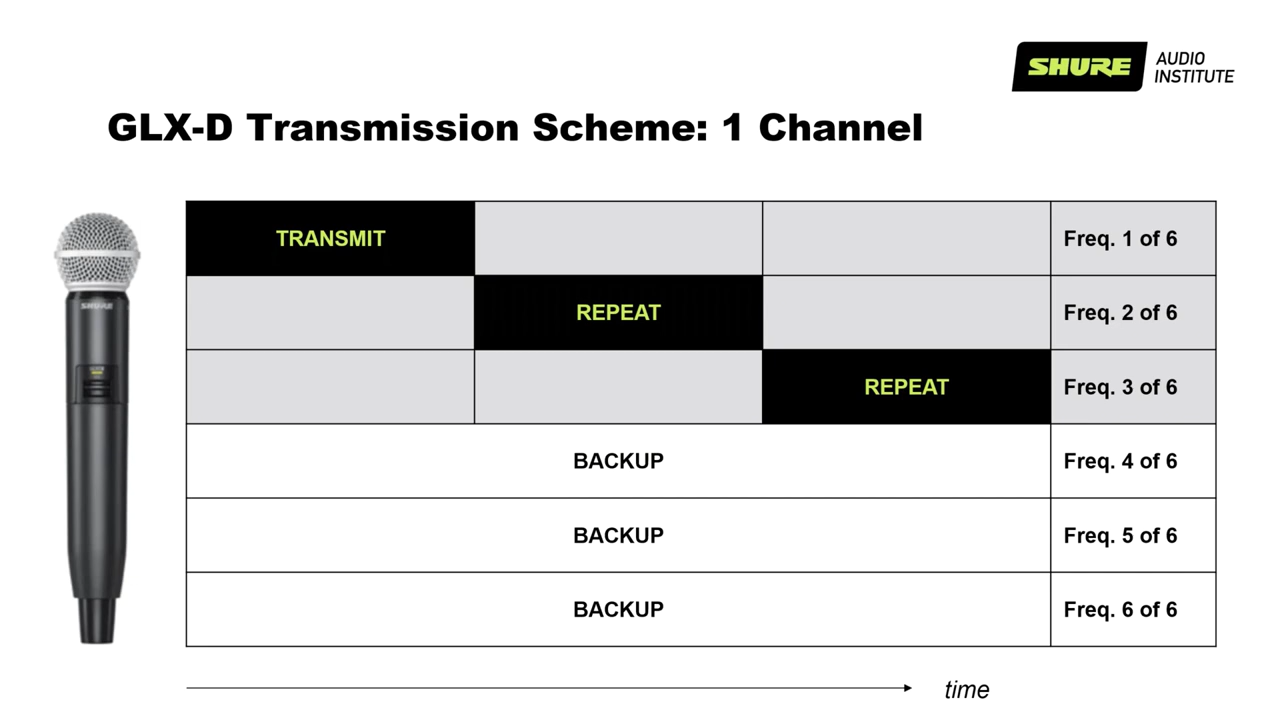 SHURE
AUDIO
INSTITUTE
GLX-D Transmission Scheme: 1 Channel
TRANSMIT
Freq. 1 of 6
REPEAT
Freq. 2 of 6
REPEAT
Freq. 3 of 6
BACKUP
Freq. 4 of 6
BACKUP
Freq. 5 of 6
BACKUP
Freq. 6 of 6
SHURE
time